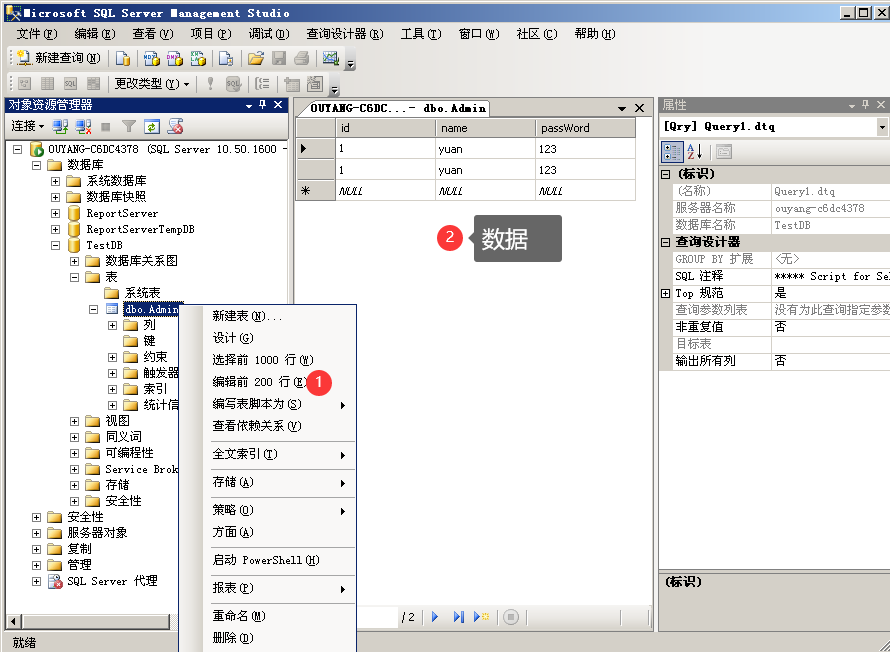 Microsoft SQL Server Management Studio
文件(F) 编辑(E) 查看(V) 项目(P) 调试(D) 查询设计器(R) 工具(T) 窗口(W) 社区(C) 帮助(H)
新建查询(N)
更改类型(Y)
对象资源管理器
连接
OUYANG-C6DC4378 (SQL Server 10.50.1600 -
数据库
系统数据库
数据库快照
ReportServer
ReportServerTempDB
TestDB
数据库关系图
表
系统表
dbo.Admin
列
键
约束
触发器
索引
统计信
视图
同义词
可编程性
Service Brok
存储
安全性
安全性
服务器对象
复制
管理
SQL Server 代理
新建表(N)...
设计(G)
选择前 1000 行(W)
编辑前 200 行(E)
1
编写表脚本为(S)
查看依赖关系(V)
全文索引(T)
存储(A)
策略(O)
方面(A)
启动 PowerShell(H)
报表(P)
重命名(M)
删除(D)
OUYANG-C6DC...- dbo.Admin
id name passWord
1 yuan 123
1 yuan 123
NULL NULL NULL
2 数据
/ 2
属性
[Qry] Query1.dtq
(标识)
(名称) Query1.dtq
服务器名称 ouyang-c6dc4378
数据库名称 TestDB
查询设计器
GROUP BY 扩展 <无>
SQL 注释 ***** Script for Se
Top 规范 是
查询参数列表 没有为此查询指定参数
非重复值 否
目标表
输出所有列 否
(标识)
就绪